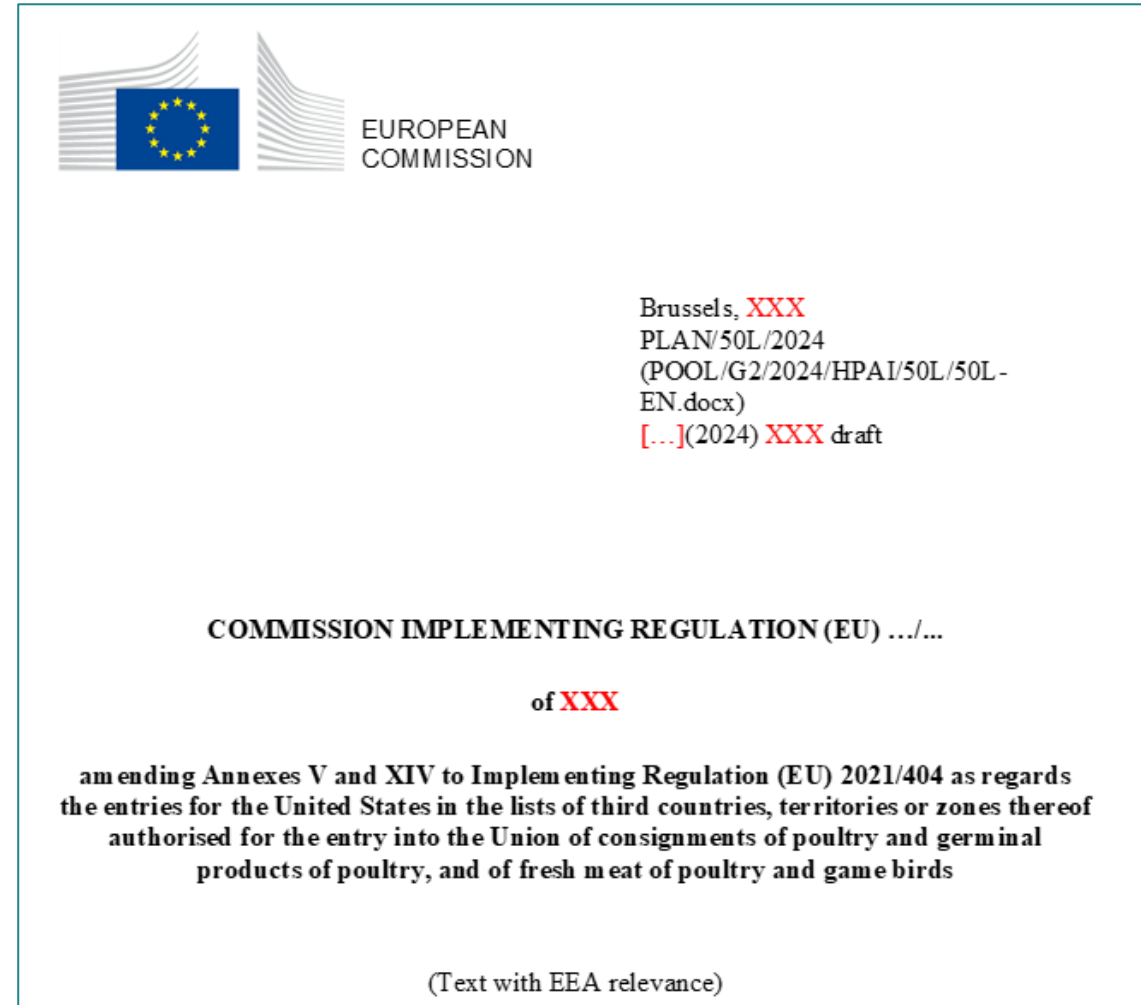 EUROPEAN
COMMISSION
Brussels, XXX
PLAN/50L/2024
(POOL/G2/2024/HPAI/50L/50L-
EN.docx)
[…](2024) XXX draft
COMMISSION IMPLEMENTING REGULATION (EU) …/...
of XXX
amending Annexes V and XIV to Implementing Regulation (EU) 2021/404 as regards
the entries for the United States in the lists of third countries, territories or zones thereof
authorised for the entry into the Union of consignments of poultry and germinal
products of poultry, and of fresh meat of poultry and game birds
(Text with EEA relevance)